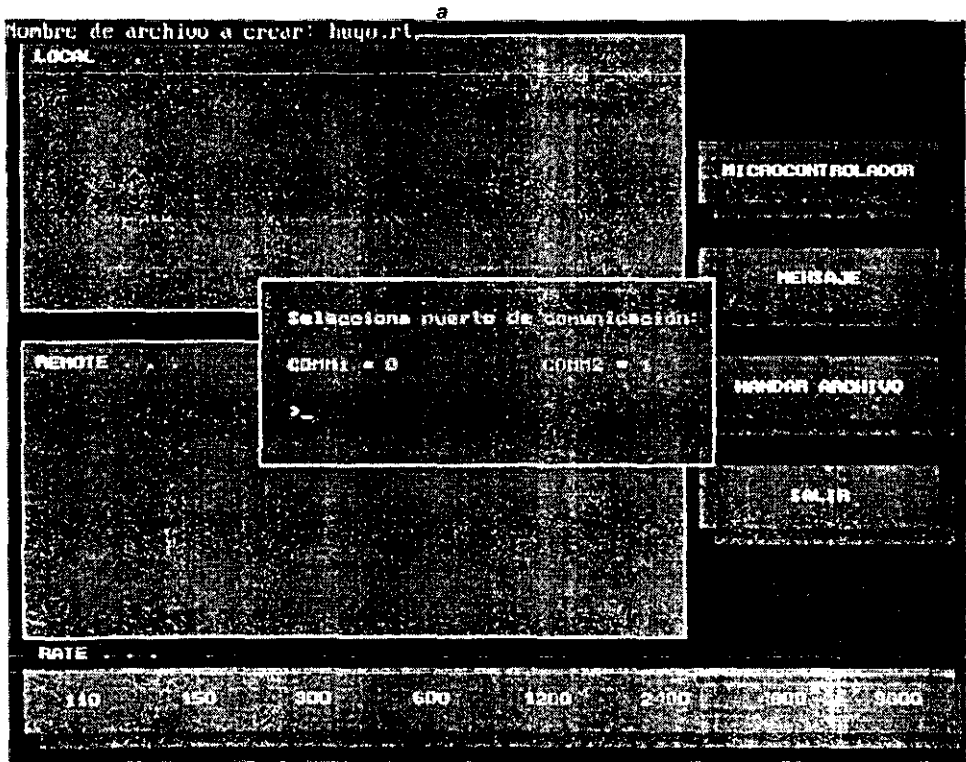 a
Nombre de archivo a crear: hugo.rt
LOCAL . . .
MICROCONTROLADOR
MENSAJE
Selecciona puerto de comunicación:
COMM1 = 0 COMM2 = 1
>_
REMOTE . . .
MANDAR ARCHIVO
SALIR
RATE . . .
110 150 300 600 1200 2400 4800 9600